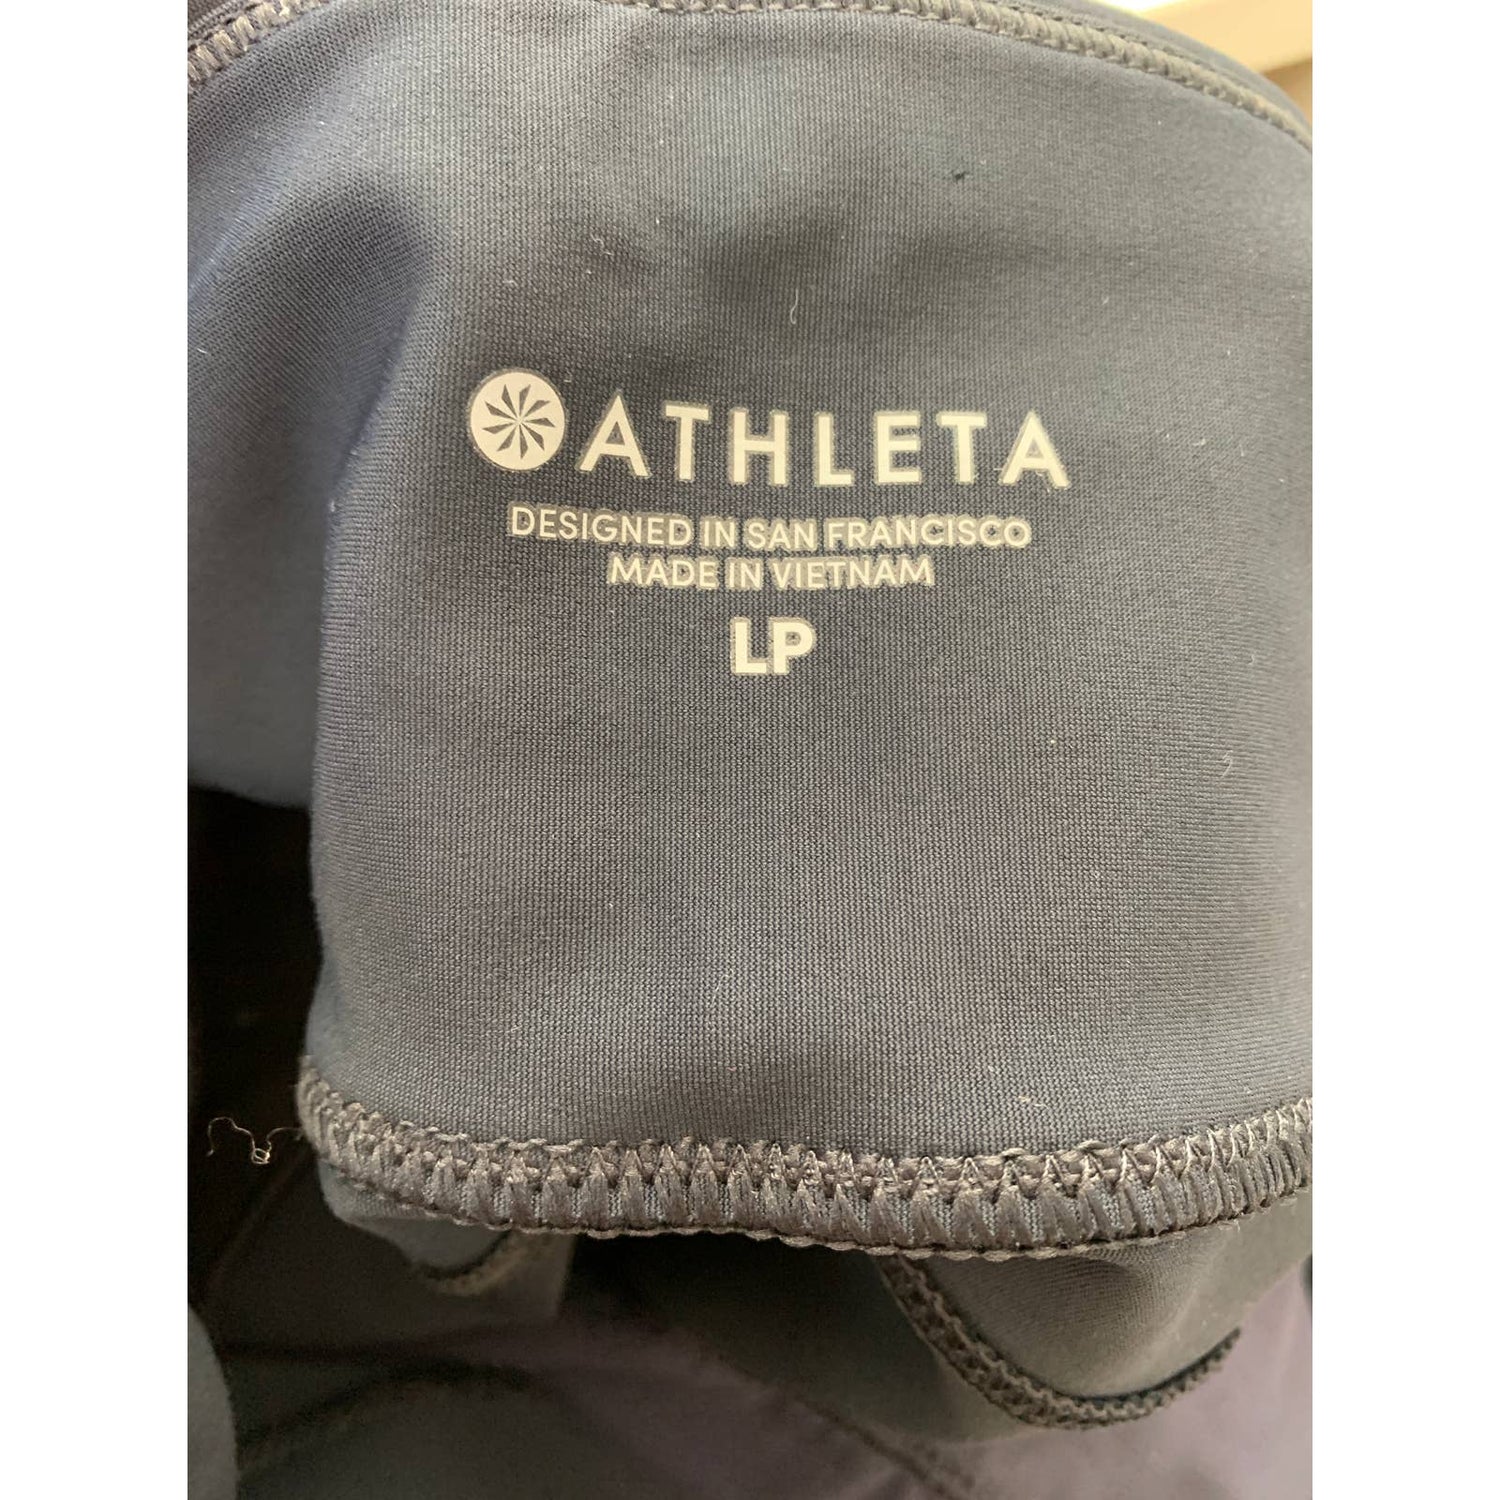 ATHLETA
DESIGNED IN SAN FRANCISCO
MADE IN VIETNAM
LP